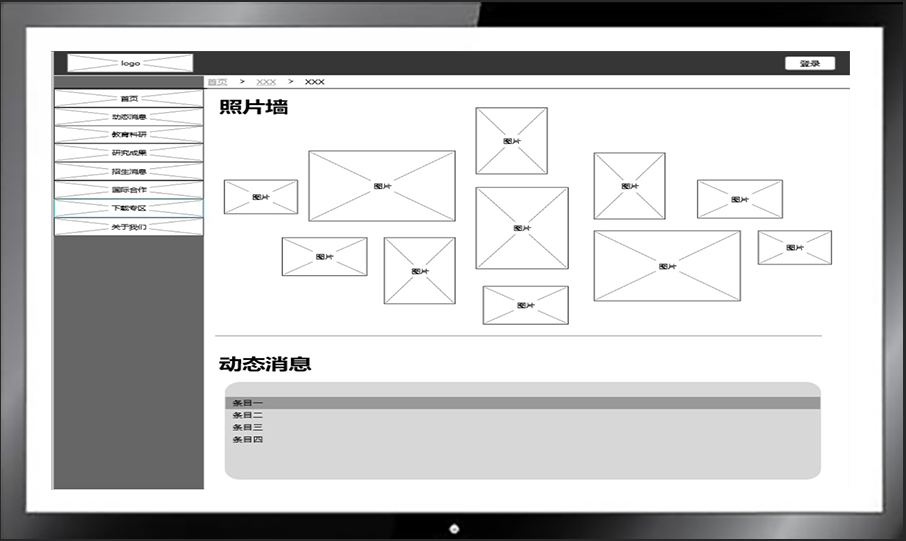 logo
登录
首页 > XXX > XXX
首页
动态消息
教育科研
研究成果
招生消息
国际合作
下载专区
关于我们
照片墙
图片
图片
图片
图片
图片
图片
图片
图片
图片
图片
图片
图片
动态消息
条目一
条目二
条目三
条目四